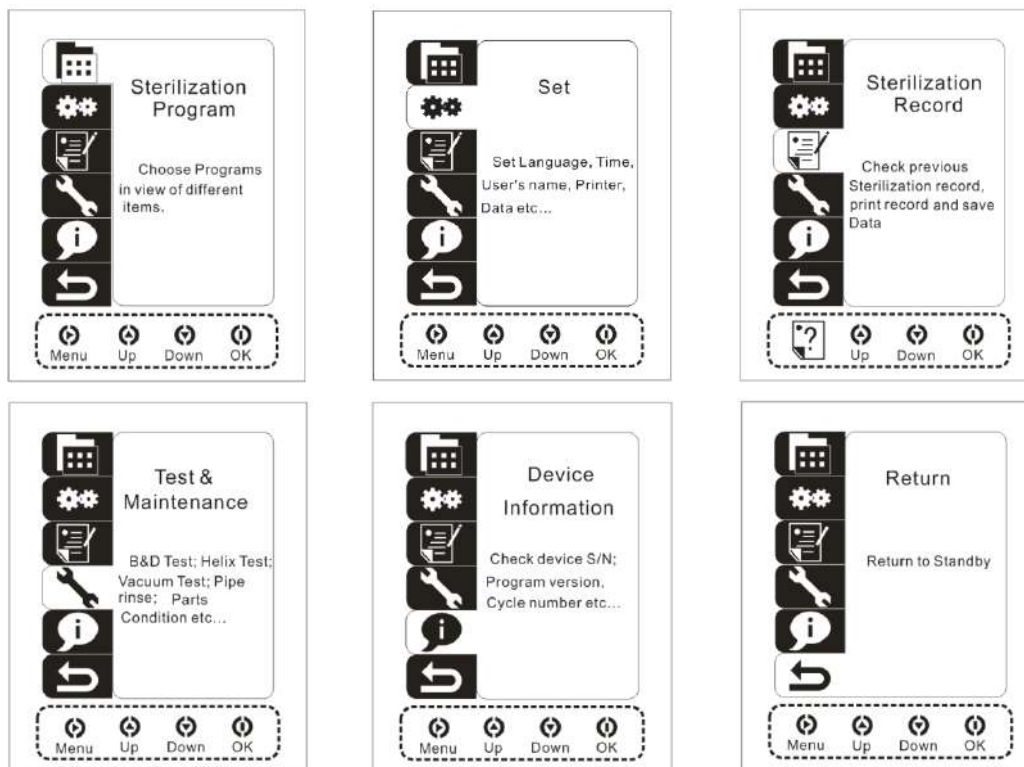 Sterilization
Program
Choose Programs
in view of different
items.
Menu Up Down OK
Set
Set Language, Time,
User's name, Printer,
Data etc...
Menu Up Down OK
Sterilization
Record
Check previous
Sterilization record,
print record and save
Data
? Up Down OK
Test &
Maintenance
B&D Test; Helix Test;
Vacuum Test; Pipe
rinse; Parts
Condition etc...
Menu Up Down OK
Device
Information
Check device S/N;
Program version,
Cycle number etc...
Menu Up Down OK
Return
Return to Standby
Menu Up Down OK